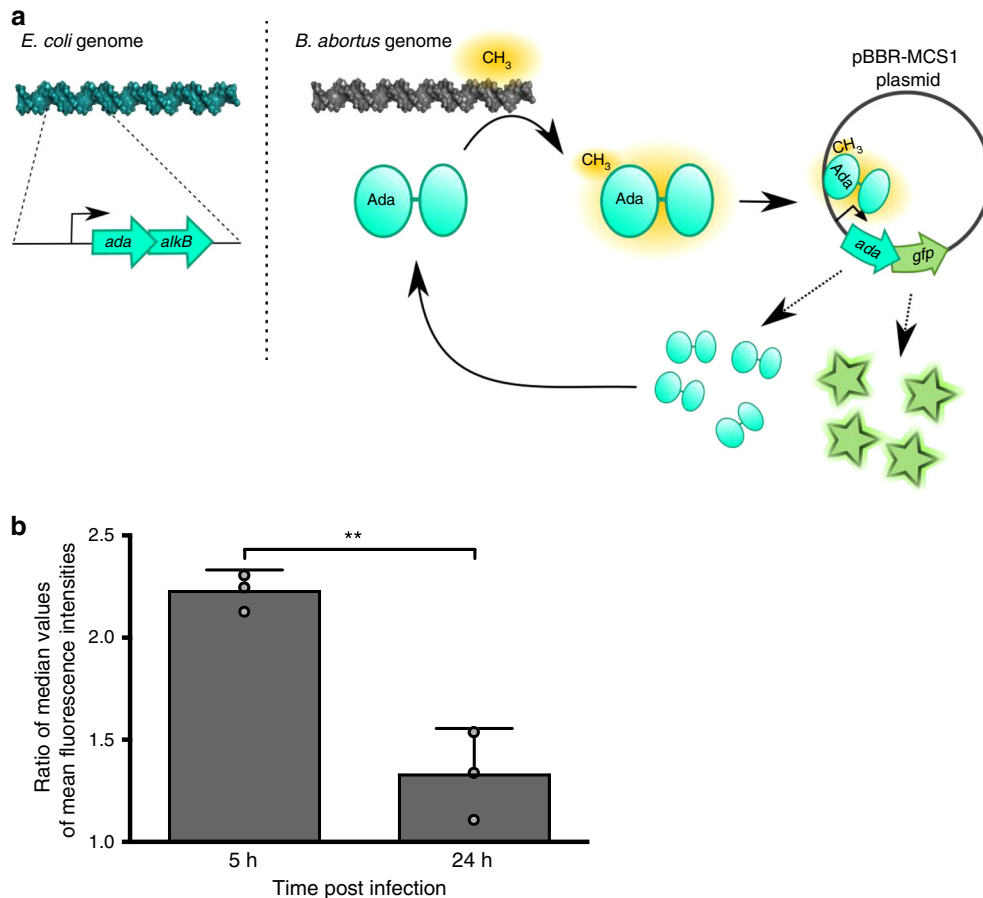 a
E. coli genome
B. abortus genome
CH3
pBBR-MCS1
plasmid
CH3
Ada
CH3
Ada
Ada
ada
alkB
ada
gfp
b
Ratio of median values
of mean fluorescence intensities
2.5
2.0
1.5
1.0
**
5 h
24 h
Time post infection